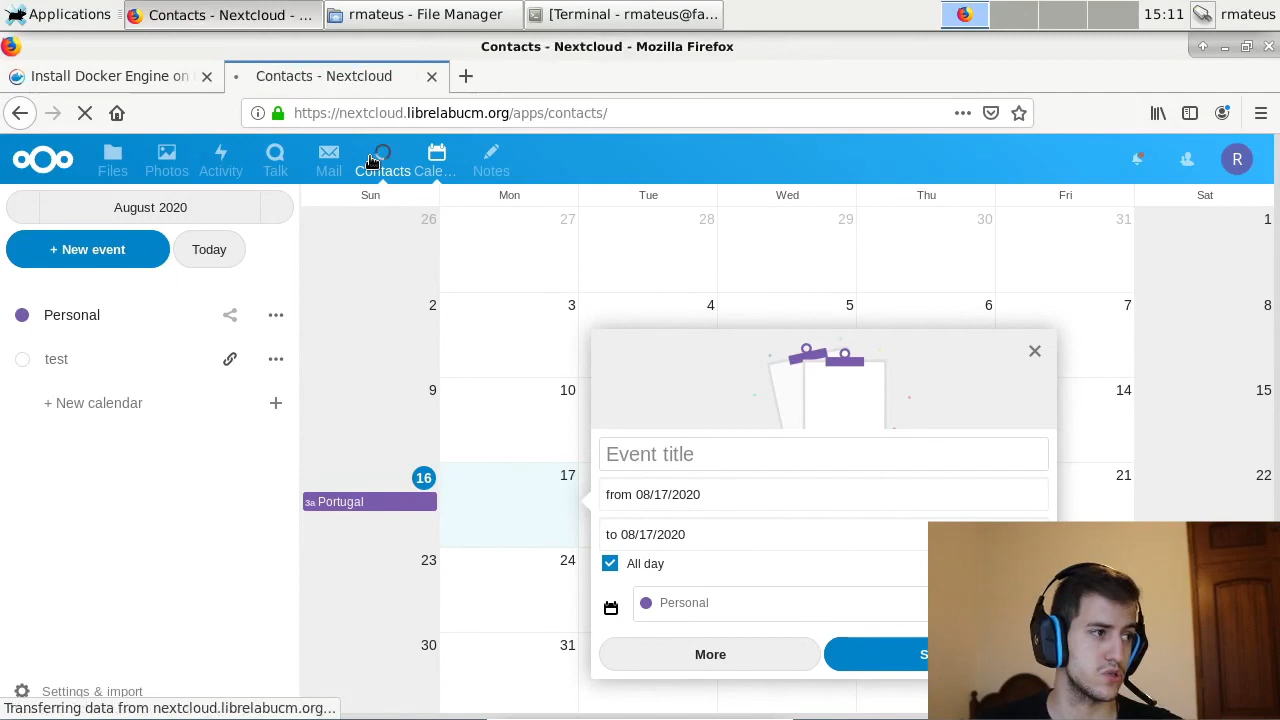 Applications
Contacts - Nextcloud - ...
rmateus - File Manager
[Terminal - rmateus@fa...
15:11
rmateus
Contacts - Nextcloud - Mozilla Firefox
Install Docker Engine on
Contacts - Nextcloud
https://nextcloud.librelabucm.org/apps/contacts/
Files
Photos
Activity
Talk
Mail
Contacts
Cale...
Notes
R
August 2020
+ New event
Today
Personal
test
+ New calendar
Settings & import
Transferring data from nextcloud.librelabucm.org...
Sun Mon Tue Wed Thu Fri Sat
26 27 28 29 30 31 1
2 3 4 5 6 7 8
9 10 14 15
16 17 21 22
3a Portugal
23 24
30 31
Event title
from 08/17/2020
to 08/17/2020
All day
Personal
More
S